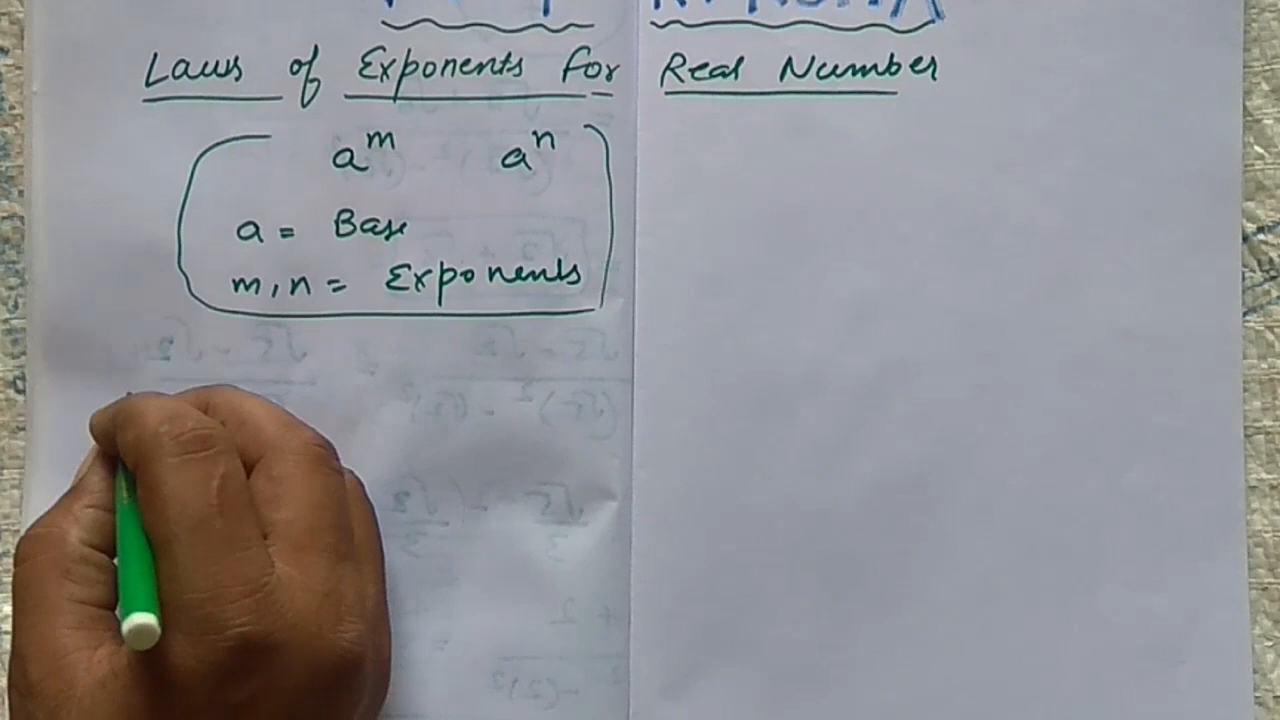 Laws of Exponents for Real Number
a^m a^n
a = Base
m, n = Exponents